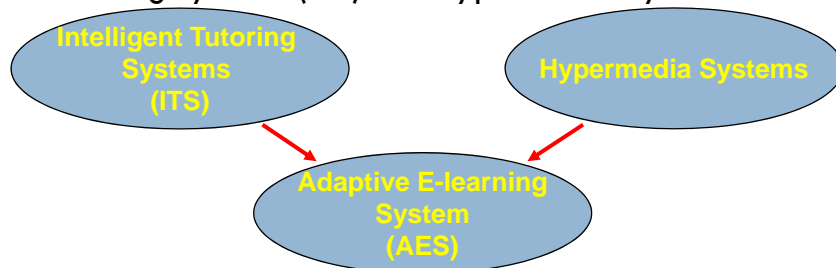 Intelligent Tutoring
Systems
(ITS)
Hypermedia Systems
Adaptive E-learning
System
(AES)